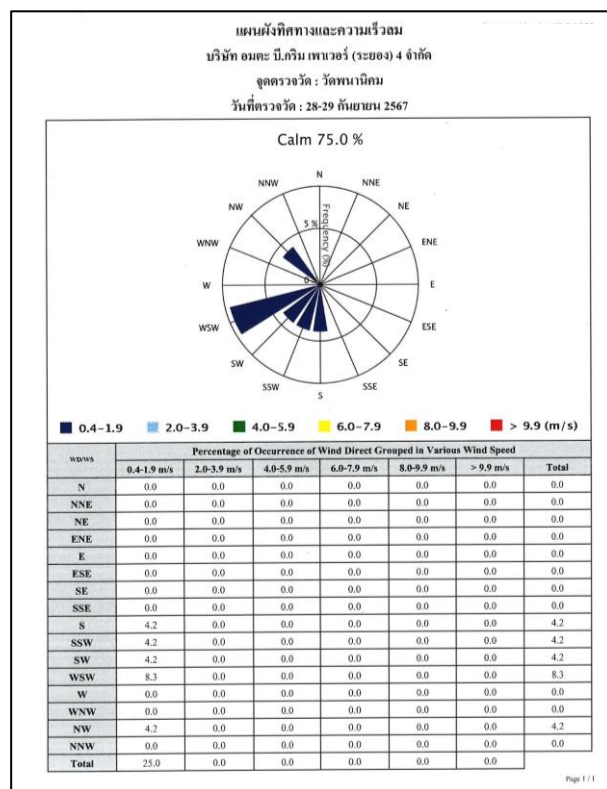 แผนผังทิศทางและความเร็วลม
บริษัท อมตะ บี.กริม เพาเวอร์ (ระยอง) 4 จำกัด
จุดตรวจวัด : วัดพนานิคม
วันที่ตรวจวัด : 28-29 กันยายน 2567
Calm 75.0 %
N
NNW NNE
NW NE
5 %
Frequency (%)
WNW ENE
0
W E
WSW ESE
SW SE
SSW SSE
S
0.4-1.9 2.0-3.9 4.0-5.9 6.0-7.9 8.0-9.9 > 9.9 (m/s)
WD/WS Percentage of Occurrence of Wind Direct Grouped in Various Wind Speed
0.4-1.9 m/s 2.0-3.9 m/s 4.0-5.9 m/s 6.0-7.9 m/s 8.0-9.9 m/s > 9.9 m/s Total
N 0.0 0.0 0.0 0.0 0.0 0.0 0.0
NNE 0.0 0.0 0.0 0.0 0.0 0.0 0.0
NE 0.0 0.0 0.0 0.0 0.0 0.0 0.0
ENE 0.0 0.0 0.0 0.0 0.0 0.0 0.0
E 0.0 0.0 0.0 0.0 0.0 0.0 0.0
ESE 0.0 0.0 0.0 0.0 0.0 0.0 0.0
SE 0.0 0.0 0.0 0.0 0.0 0.0 0.0
SSE 0.0 0.0 0.0 0.0 0.0 0.0 0.0
S 4.2 0.0 0.0 0.0 0.0 0.0 4.2
SSW 4.2 0.0 0.0 0.0 0.0 0.0 4.2
SW 4.2 0.0 0.0 0.0 0.0 0.0 4.2
WSW 8.3 0.0 0.0 0.0 0.0 0.0 8.3
W 0.0 0.0 0.0 0.0 0.0 0.0 0.0
WNW 0.0 0.0 0.0 0.0 0.0 0.0 0.0
NW 4.2 0.0 0.0 0.0 0.0 0.0 4.2
NNW 0.0 0.0 0.0 0.0 0.0 0.0 0.0
Total 25.0 0.0 0.0 0.0 0.0 0.0
Page 1 / 1